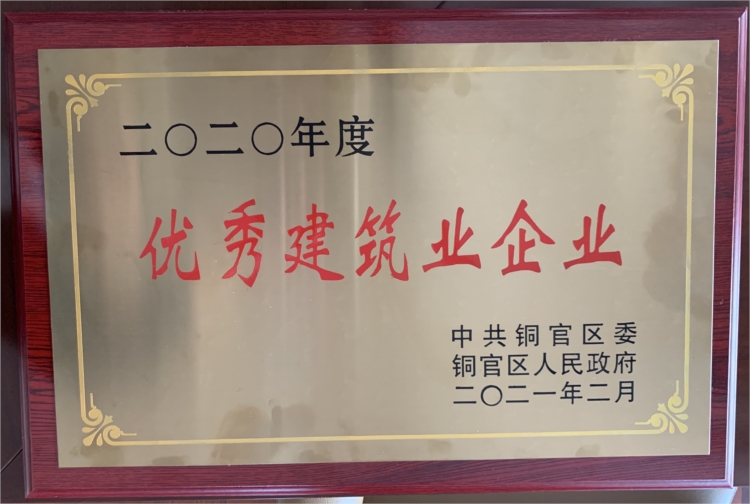 二〇二〇年度
优秀建筑业企业
中共铜官区委
铜官区人民政府
二〇二一年二月